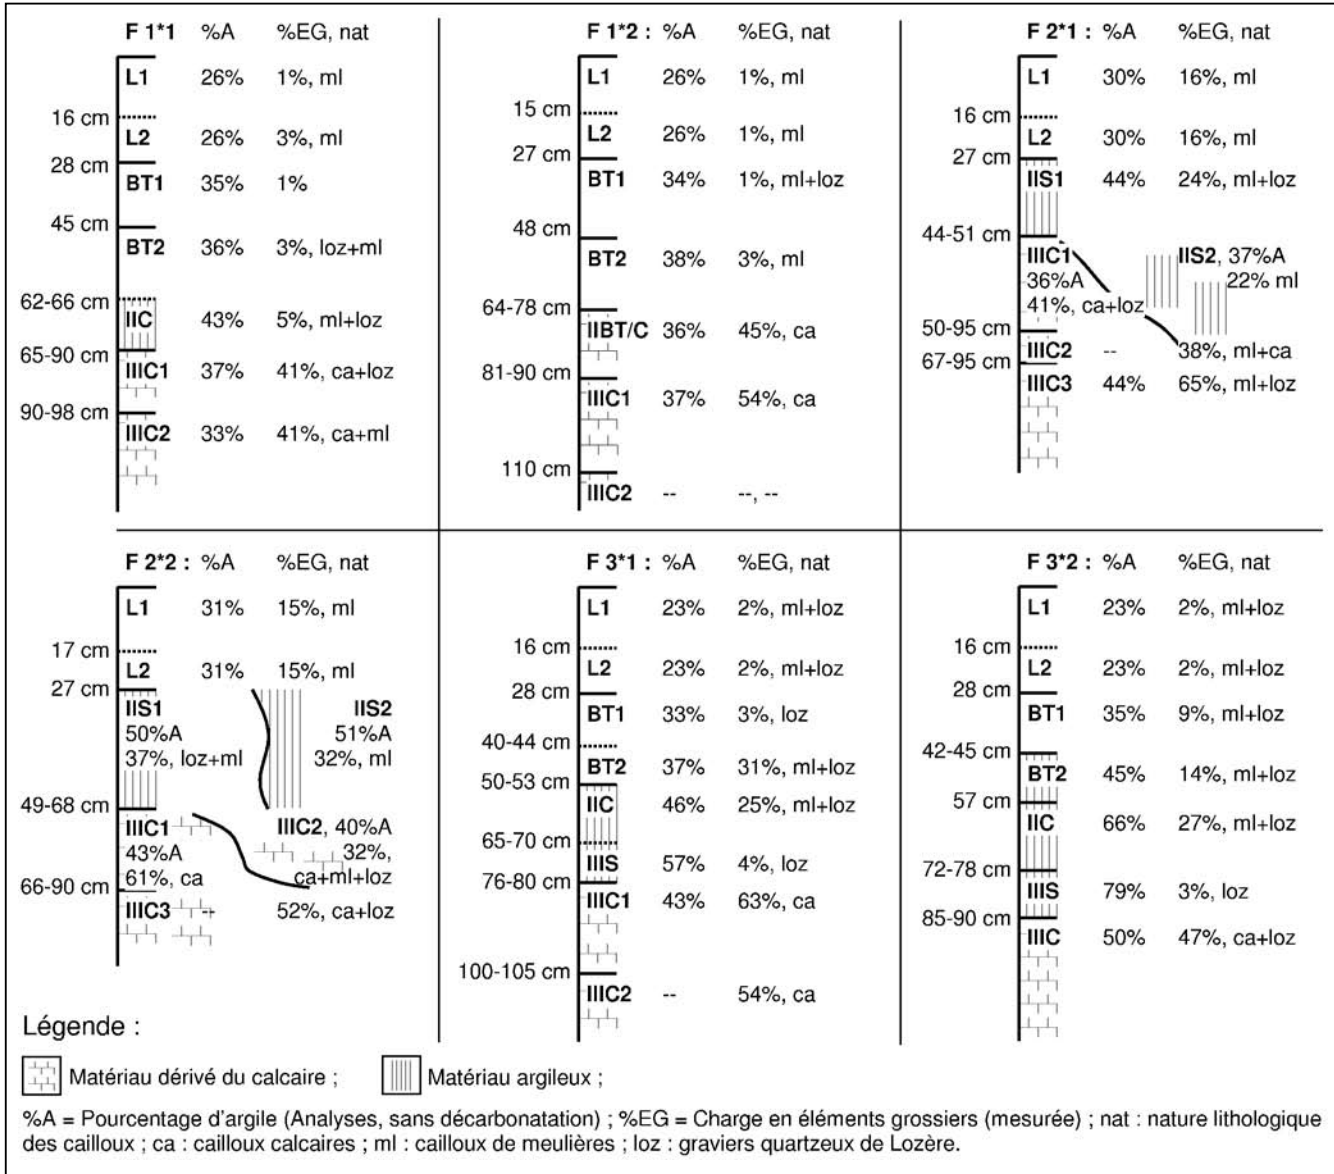 F 1*1 %A %EG, nat
L1 26% 1%, ml
16 cm
L2 26% 3%, ml
28 cm
BT1 35% 1%
45 cm
BT2 36% 3%, loz+ml
62-66 cm
IIC 43% 5%, ml+loz
65-90 cm
IIIC1 37% 41%, ca+loz
90-98 cm
IIIC2 33% 41%, ca+ml
F 1*2 : %A %EG, nat
L1 26% 1%, ml
15 cm
L2 26% 1%, ml
27 cm
BT1 34% 1%, ml+loz
48 cm
BT2 38% 3%, ml
64-78 cm
IIBT/C 36% 45%, ca
81-90 cm
IIIC1 37% 54%, ca
110 cm
IIIC2 -- --, --
F 2*1 : %A %EG, nat
L1 30% 16%, ml
16 cm
L2 30% 16%, ml
27 cm
IIS1 44% 24%, ml+loz
44-51 cm
IIIC1 IIS2, 37%A
36%A 22% ml
41%, ca+loz
50-95 cm
IIIC2 -- 38%, ml+ca
67-95 cm
IIIC3 44% 65%, ml+loz
F 2*2 : %A %EG, nat
L1 31% 15%, ml
17 cm
L2 31% 15%, ml
27 cm
IIS1 IIS2
50%A 51%A
37%, loz+ml 32%, ml
49-68 cm
IIIC1 IIIC2, 40%A
43%A 32%,
61%, ca ca+ml+loz
66-90 cm
IIIC3 -- 52%, ca+loz
F 3*1 : %A %EG, nat
L1 23% 2%, ml+loz
16 cm
L2 23% 2%, ml+loz
28 cm
BT1 33% 3%, loz
40-44 cm
BT2 37% 31%, ml+loz
50-53 cm
IIC 46% 25%, ml+loz
65-70 cm
IIIS 57% 4%, loz
76-80 cm
IIIC1 43% 63%, ca
100-105 cm
IIIC2 -- 54%, ca
F 3*2 : %A %EG, nat
L1 23% 2%, ml+loz
16 cm
L2 23% 2%, ml+loz
28 cm
BT1 35% 9%, ml+loz
42-45 cm
BT2 45% 14%, ml+loz
57 cm
IIC 66% 27%, ml+loz
72-78 cm
IIIS 79% 3%, loz
85-90 cm
IIIC 50% 47%, ca+loz
Légende :
Matériau dérivé du calcaire ; Matériau argileux ;
%A = Pourcentage d'argile (Analyses, sans décarbonatation) ; %EG = Charge en éléments grossiers (mesurée) ; nat : nature lithologique
des cailloux ; ca : cailloux calcaires ; ml : cailloux de meulières ; loz : graviers quartzeux de Lozère.